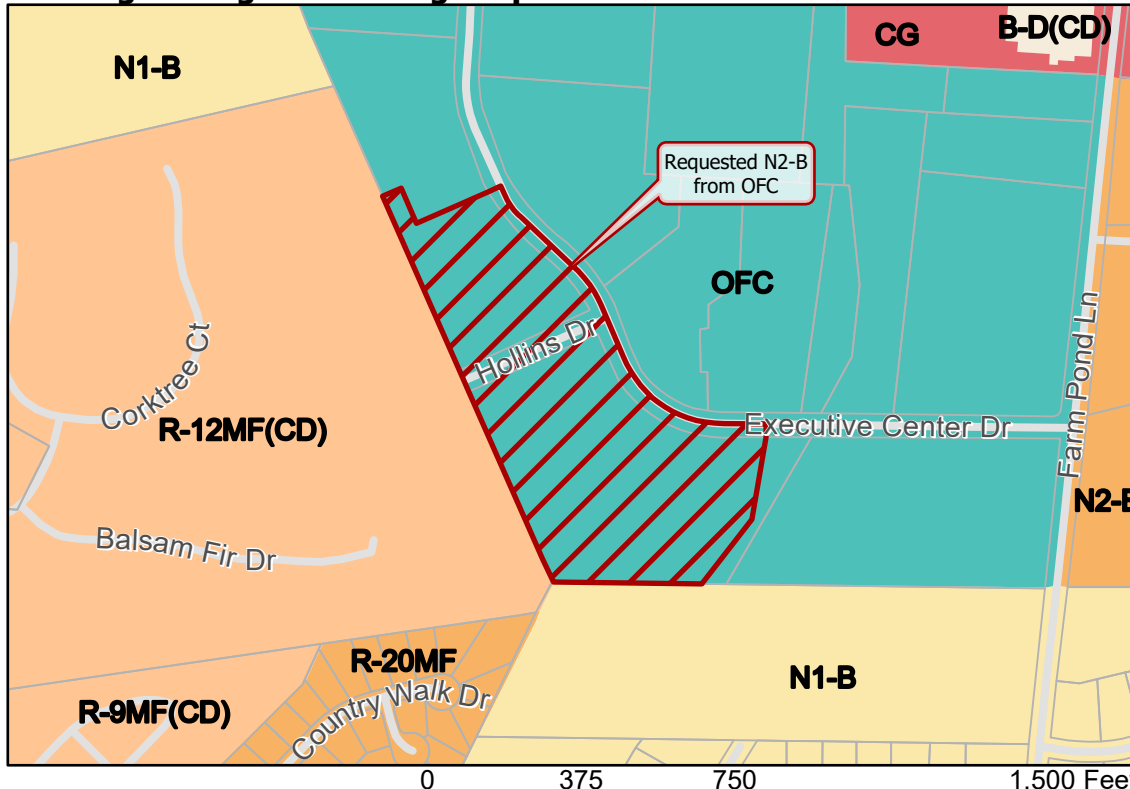 CG
B-D(CD)
N1-B
Requested N2-B
from OFC
OFC
Hollins Dr
Corktree Ct
R-12MF(CD)
Executive Center Dr
Farm Pond Ln
N2-B
Balsam Fir Dr
R-20MF
N1-B
Country Walk Dr
R-9MF(CD)
0 375 750 1,500 Fee